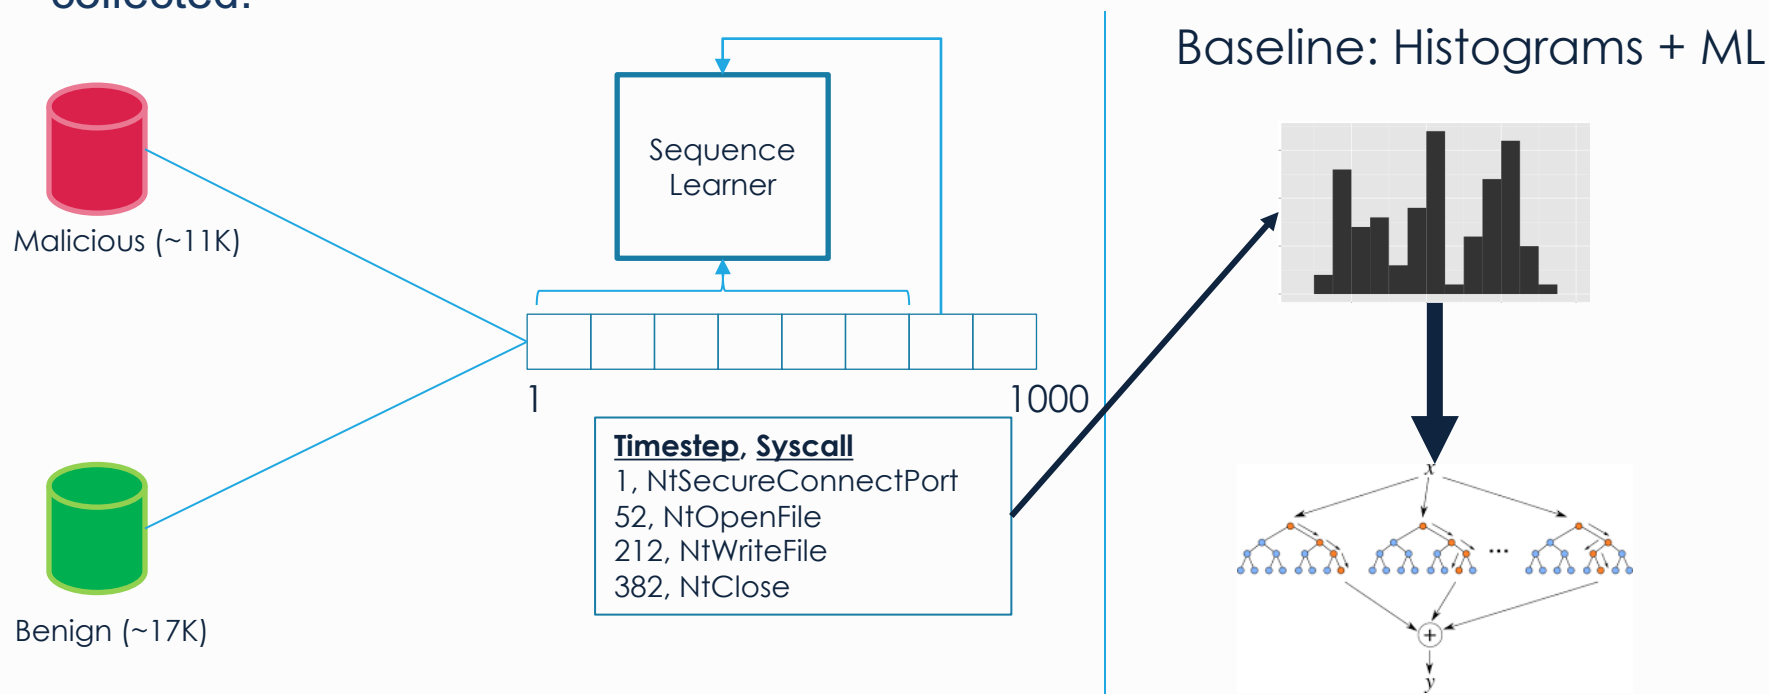 collected.
Baseline: Histograms + ML
Sequence
Learner
Malicious (~11K)
1
1000
Timestep, Syscall
1, NtSecureConnectPort
52, NtOpenFile
212, NtWriteFile
382, NtClose
Benign (~17K)
x
...
+
y